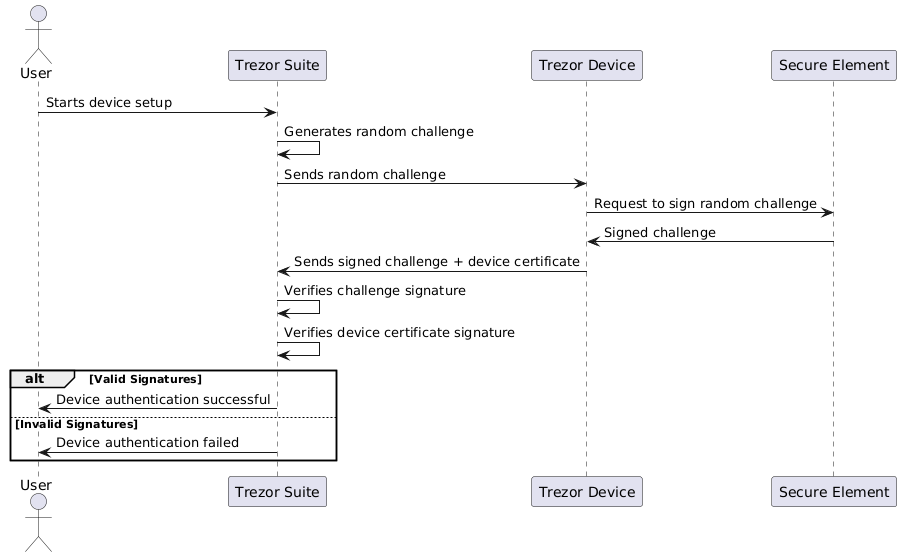 User
Trezor Suite
Trezor Device
Secure Element
Starts device setup
Generates random challenge
Sends random challenge
Request to sign random challenge
Signed challenge
Sends signed challenge + device certificate
Verifies challenge signature
Verifies device certificate signature
alt
[Valid Signatures]
Device authentication successful
[Invalid Signatures]
Device authentication failed
User
Trezor Suite
Trezor Device
Secure Element